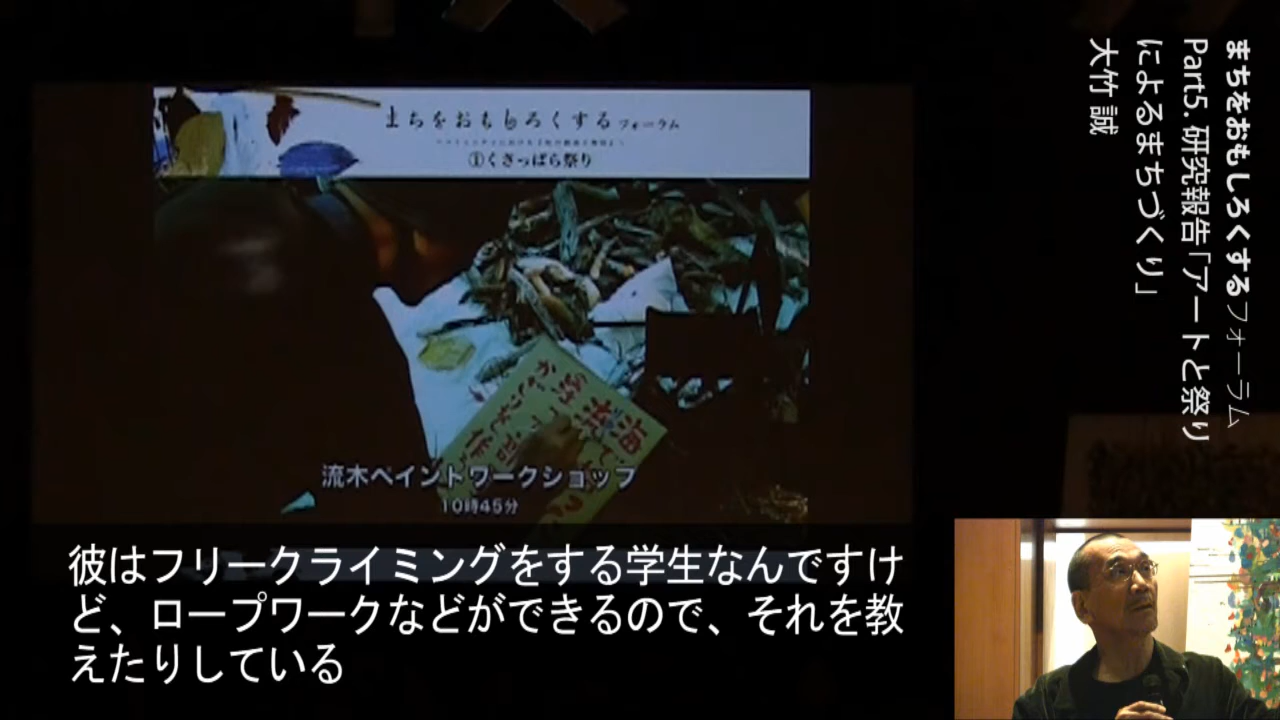 まちをおもしろくするフォーラム
Part5. 研究報告「アートと祭り
によるまちづくり」
大竹 誠
まちをおもしろくするフォーラム
①くさっぱら祭り
流木ペイントワークショップ
10時45分
彼はフリークライミングをする学生なんですけ
ど、ロープワークなどができるので、それを教
えたりしている